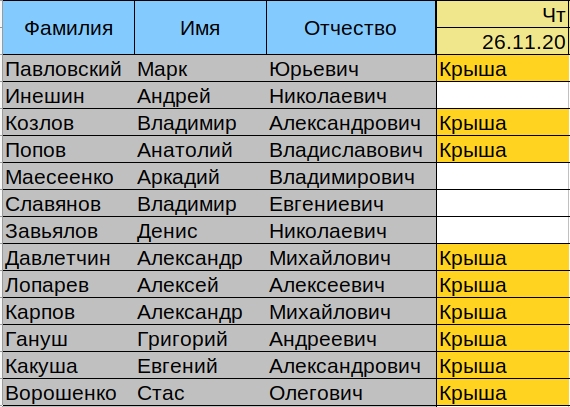 Фамилия Имя Отчество Чт
26.11.20
Павловский Марк Юрьевич Крыша
Инешин Андрей Николаевич
Козлов Владимир Александрович Крыша
Попов Анатолий Владиславович Крыша
Маесеенко Аркадий Владимирович
Славянов Владимир Евгениевич
Завьялов Денис Николаевич
Давлетчин Александр Михайлович Крыша
Лопарев Алексей Алексеевич Крыша
Карпов Александр Михайлович Крыша
Гануш Григорий Андреевич Крыша
Какуша Евгений Александрович Крыша
Ворошенко Стас Олегович Крыша